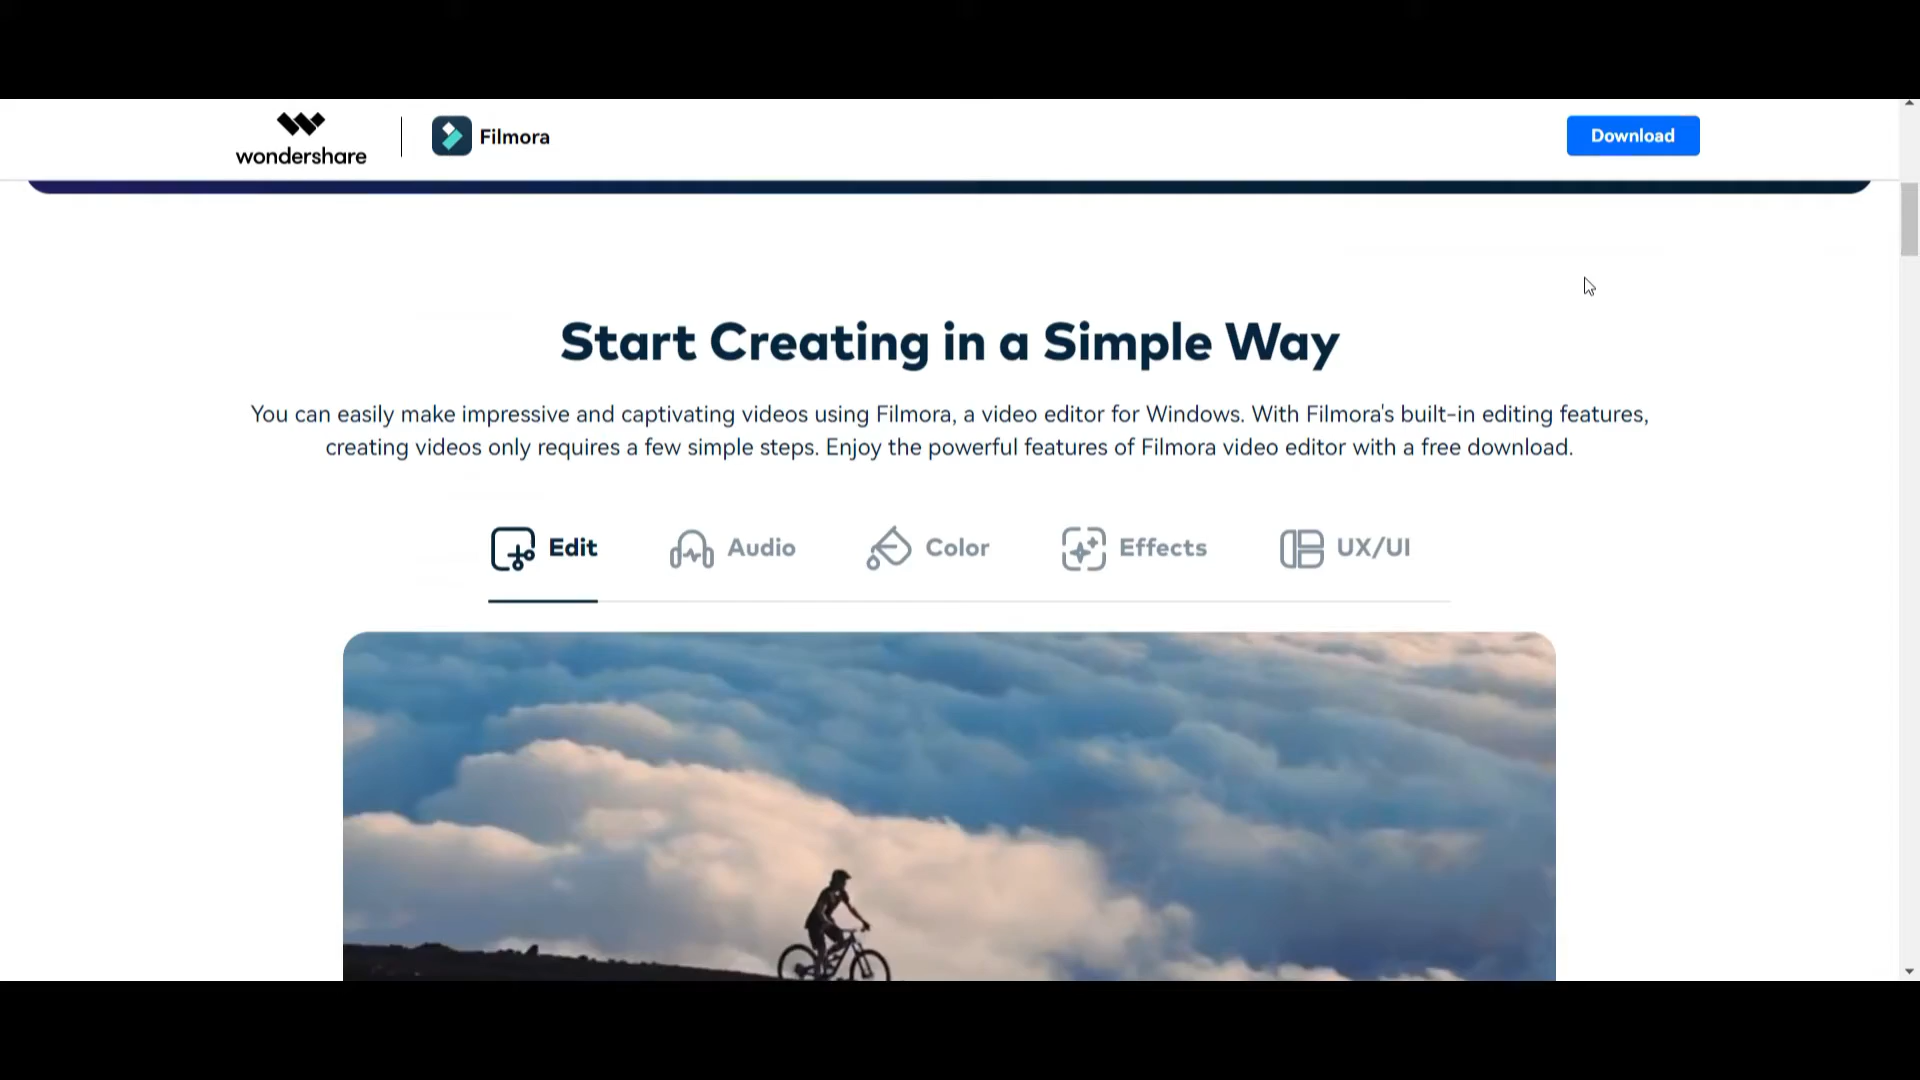 wondershare
Filmora
Download
Start Creating in a Simple Way
You can easily make impressive and captivating videos using Filmora, a video editor for Windows. With Filmora's built-in editing features,
creating videos only requires a few simple steps. Enjoy the powerful features of Filmora video editor with a free download.
Edit
Audio
Color
Effects
UX/UI